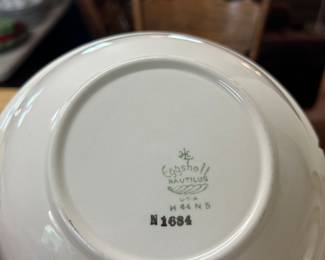 Eggshell
NAUTILUS
U.S.A
H 44 N 5
N1684